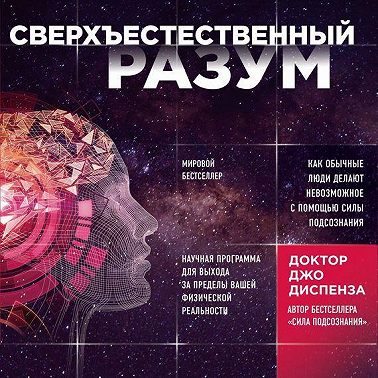 СВЕРХЪЕСТЕСТВЕННЫЙ
РАЗУМ
МИРОВОЙ
БЕСТСЕЛЛЕР
КАК ОБЫЧНЫЕ
ЛЮДИ ДЕЛАЮТ
НЕВОЗМОЖНОЕ
С ПОМОЩЬЮ СИЛЫ
ПОДСОЗНАНИЯ
НАУЧНАЯ ПРОГРАММА
ДЛЯ ВЫХОДА
ЗА ПРЕДЕЛЫ ВАШЕЙ
ФИЗИЧЕСКОЙ
РЕАЛЬНОСТИ
ДОКТОР
ДЖО
ДИСПЕНЗА
АВТОР БЕСТСЕЛЛЕРА
«СИЛА ПОДСОЗНАНИЯ»